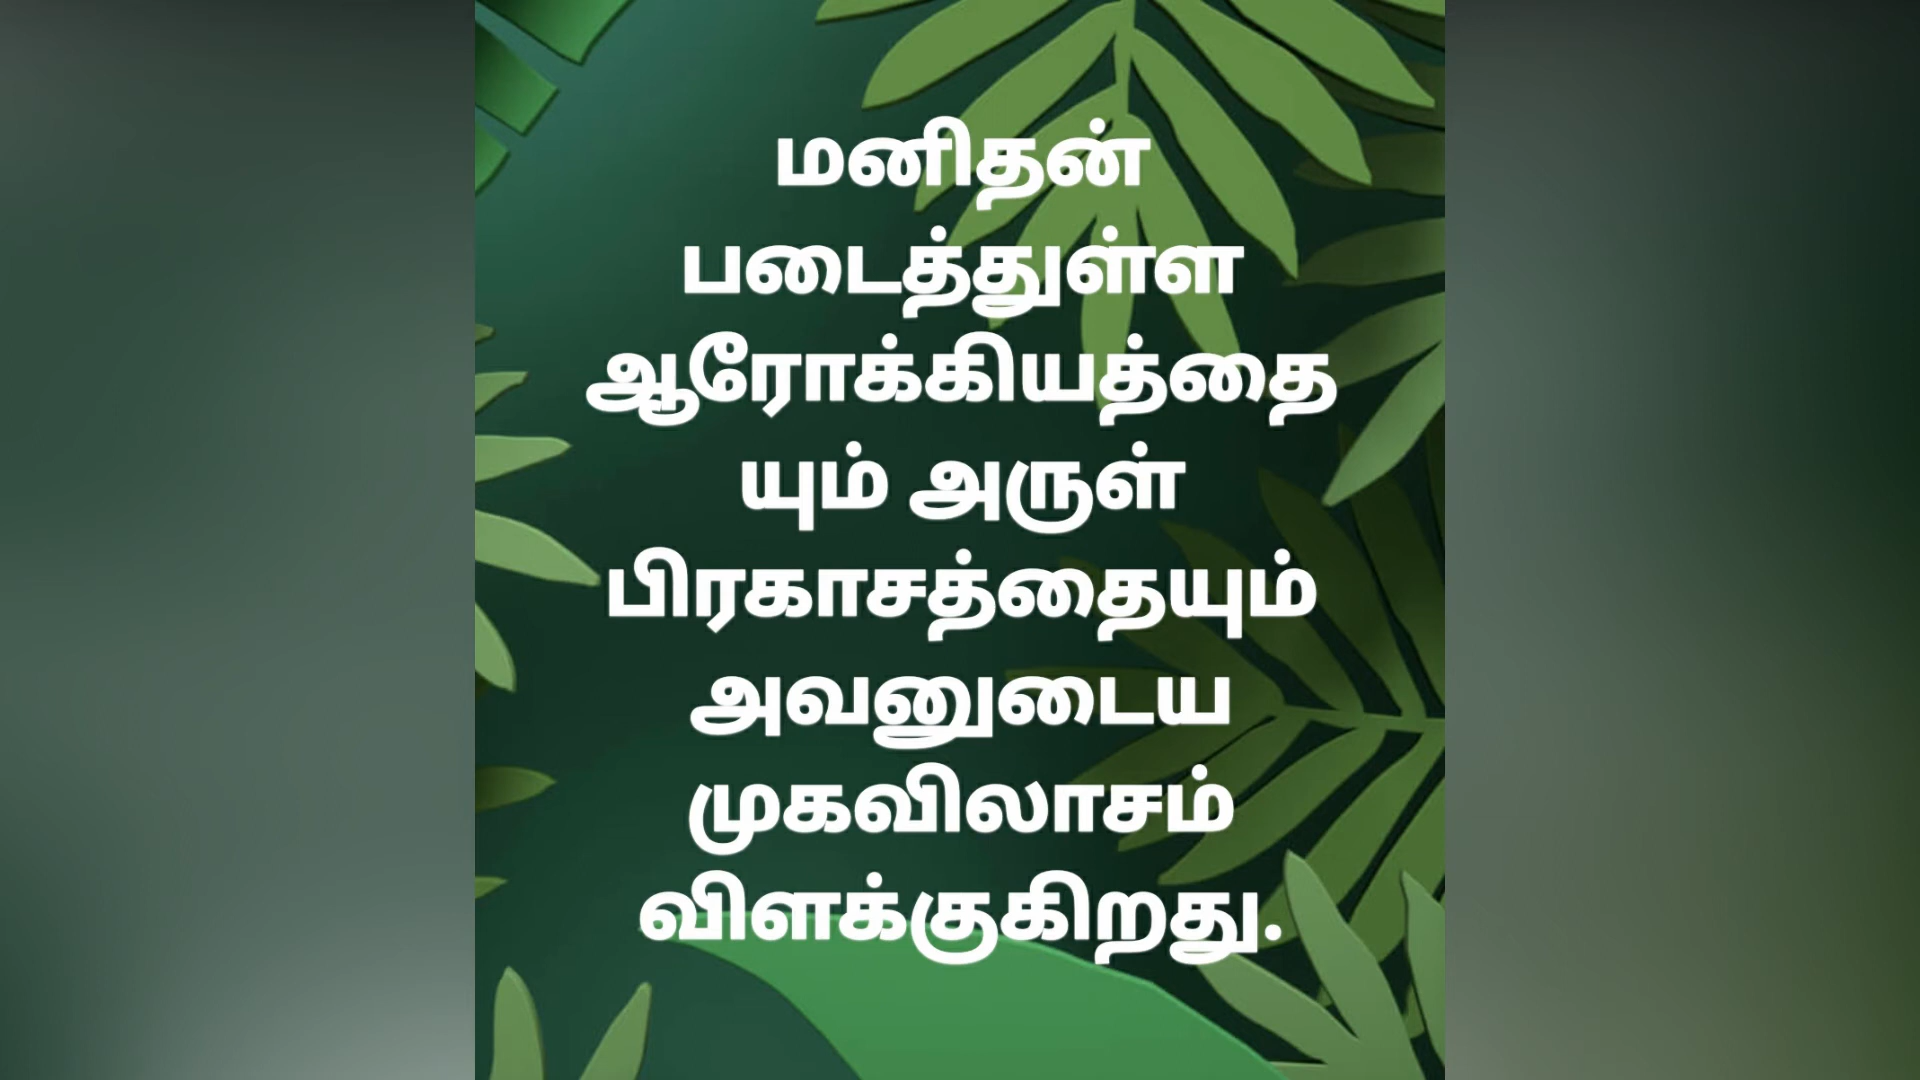 மனிதன்
படைத்துள்ள
ஆரோக்கியத்தை
யும் அருள்
பிரகாசத்தையும்
அவனுடைய
முகவிலாசம்
விளக்குகிறது.